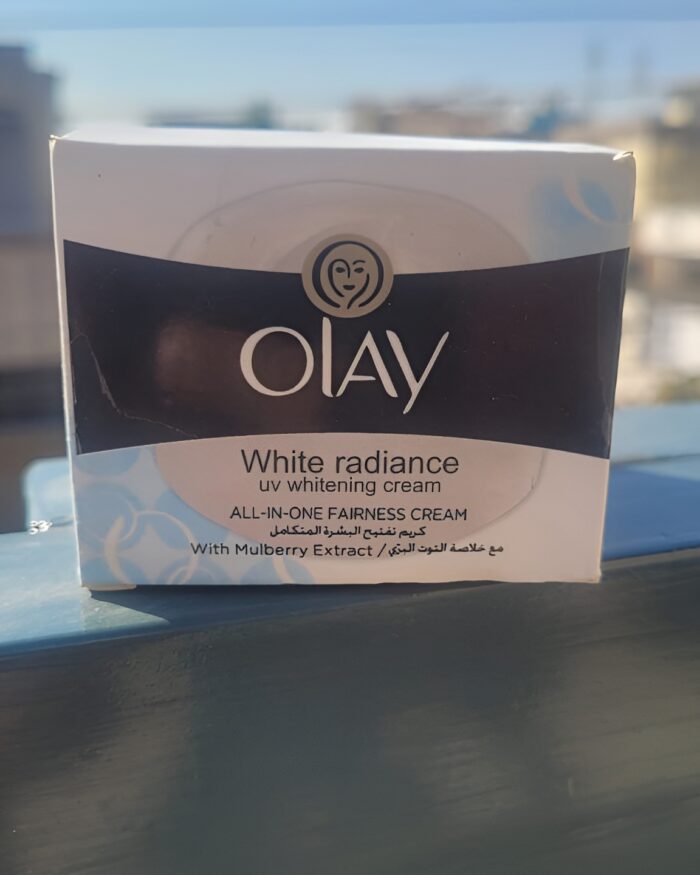 OLAY
White radiance
uv whitening cream
ALL-IN-ONE FAIRNESS CREAM
كريم تفتيح البشرة المتكامل
With Mulberry Extract / مع خلاصة التوت البرّي